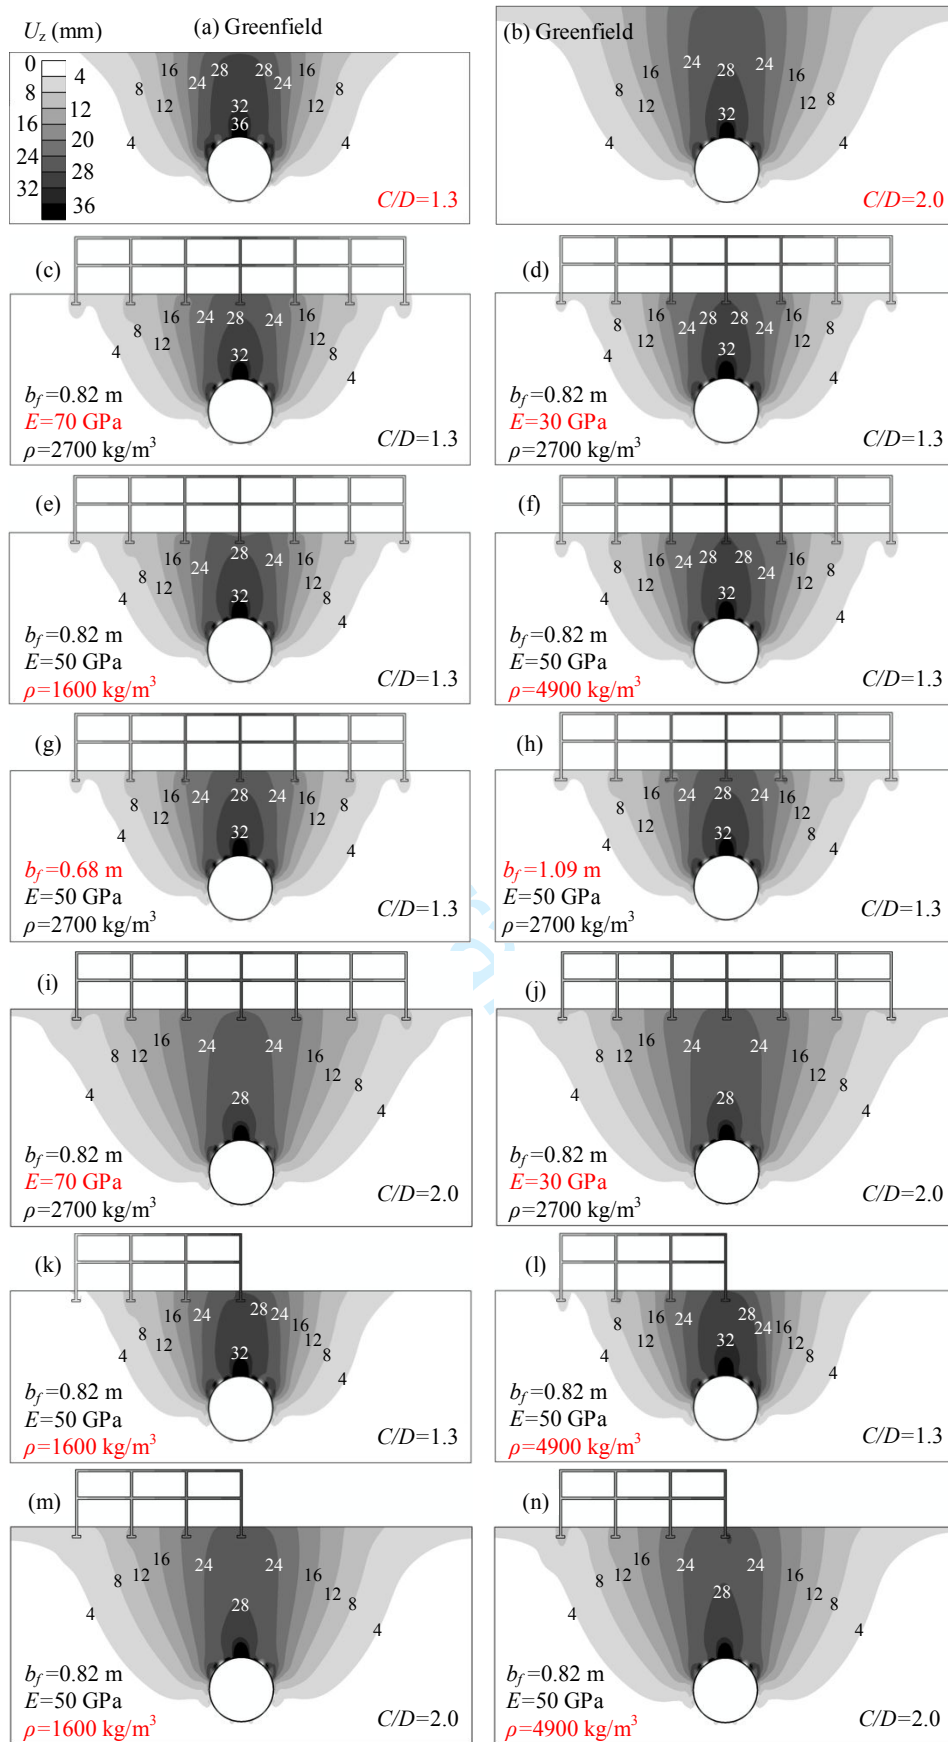 U_z (mm)
(a) Greenfield
0
4
8
12
16
20
24
28
32
36
16 28 28 16
8 24 24 8
12 32 12
36
4 4
C/D=1.3
(b) Greenfield
24 28 24
16 16
8 12 8
12
32
4 4
C/D=2.0
(c)
16 24 28 24 16
8 12
12 32 8
4 4
b_f=0.82 m
E=70 GPa
ρ=2700 kg/m³
C/D=1.3
(d)
16 28 28 16
8 24 24 8
12 12
4 32 4
b_f=0.82 m
E=30 GPa
ρ=2700 kg/m³
C/D=1.3
(e)
16 28 24 16
8 24 12
12 32 8
4 4
b_f=0.82 m
E=50 GPa
ρ=1600 kg/m³
C/D=1.3
(f)
16 24 28 28 16
8 24 8
12 12
4 32 4
b_f=0.82 m
E=50 GPa
ρ=4900 kg/m³
C/D=1.3
(g)
16 24 28 24 16
8 8
12 12
4 32 4
b_f=0.68 m
E=50 GPa
ρ=2700 kg/m³
C/D=1.3
(h)
16 24 28 24 16
8 12
12 8
4 32 4
b_f=1.09 m
E=50 GPa
ρ=2700 kg/m³
C/D=1.3
(i)
16 24 24
8 12 16
12 8
4 28 4
b_f=0.82 m
E=70 GPa
ρ=2700 kg/m³
C/D=2.0
(j)
16 24 24
8 12 16
12 8
4 28 4
b_f=0.82 m
E=30 GPa
ρ=2700 kg/m³
C/D=2.0
(k)
16 24 28 24
8 16
12 12
4 32 8
4
b_f=0.82 m
E=50 GPa
ρ=1600 kg/m³
C/D=1.3
(l)
16 24 28
8 24 16
12 12
4 32 8
4
b_f=0.82 m
E=50 GPa
ρ=4900 kg/m³
C/D=1.3
(m)
16 24 24
8 12 16
12
4 28 8
4
b_f=0.82 m
E=50 GPa
ρ=1600 kg/m³
C/D=2.0
(n)
16 24 24
8 12 16
12
4 28 8
4
b_f=0.82 m
E=50 GPa
ρ=4900 kg/m³
C/D=2.0